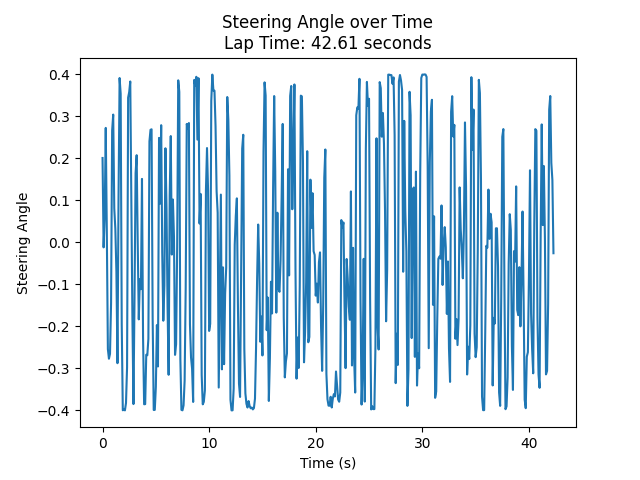 Steering Angle over Time
Lap Time: 42.61 seconds
Steering Angle
0.4
0.3
0.2
0.1
0.0
−0.1
−0.2
−0.3
−0.4
0 10 20 30 40
Time (s)